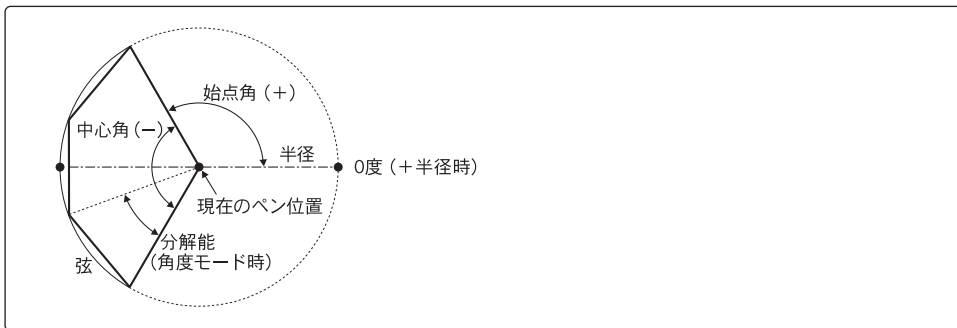 始点角（＋）
中心角（－）
半径
0度（＋半径時）
現在のペン位置
分解能
（角度モード時）
弦